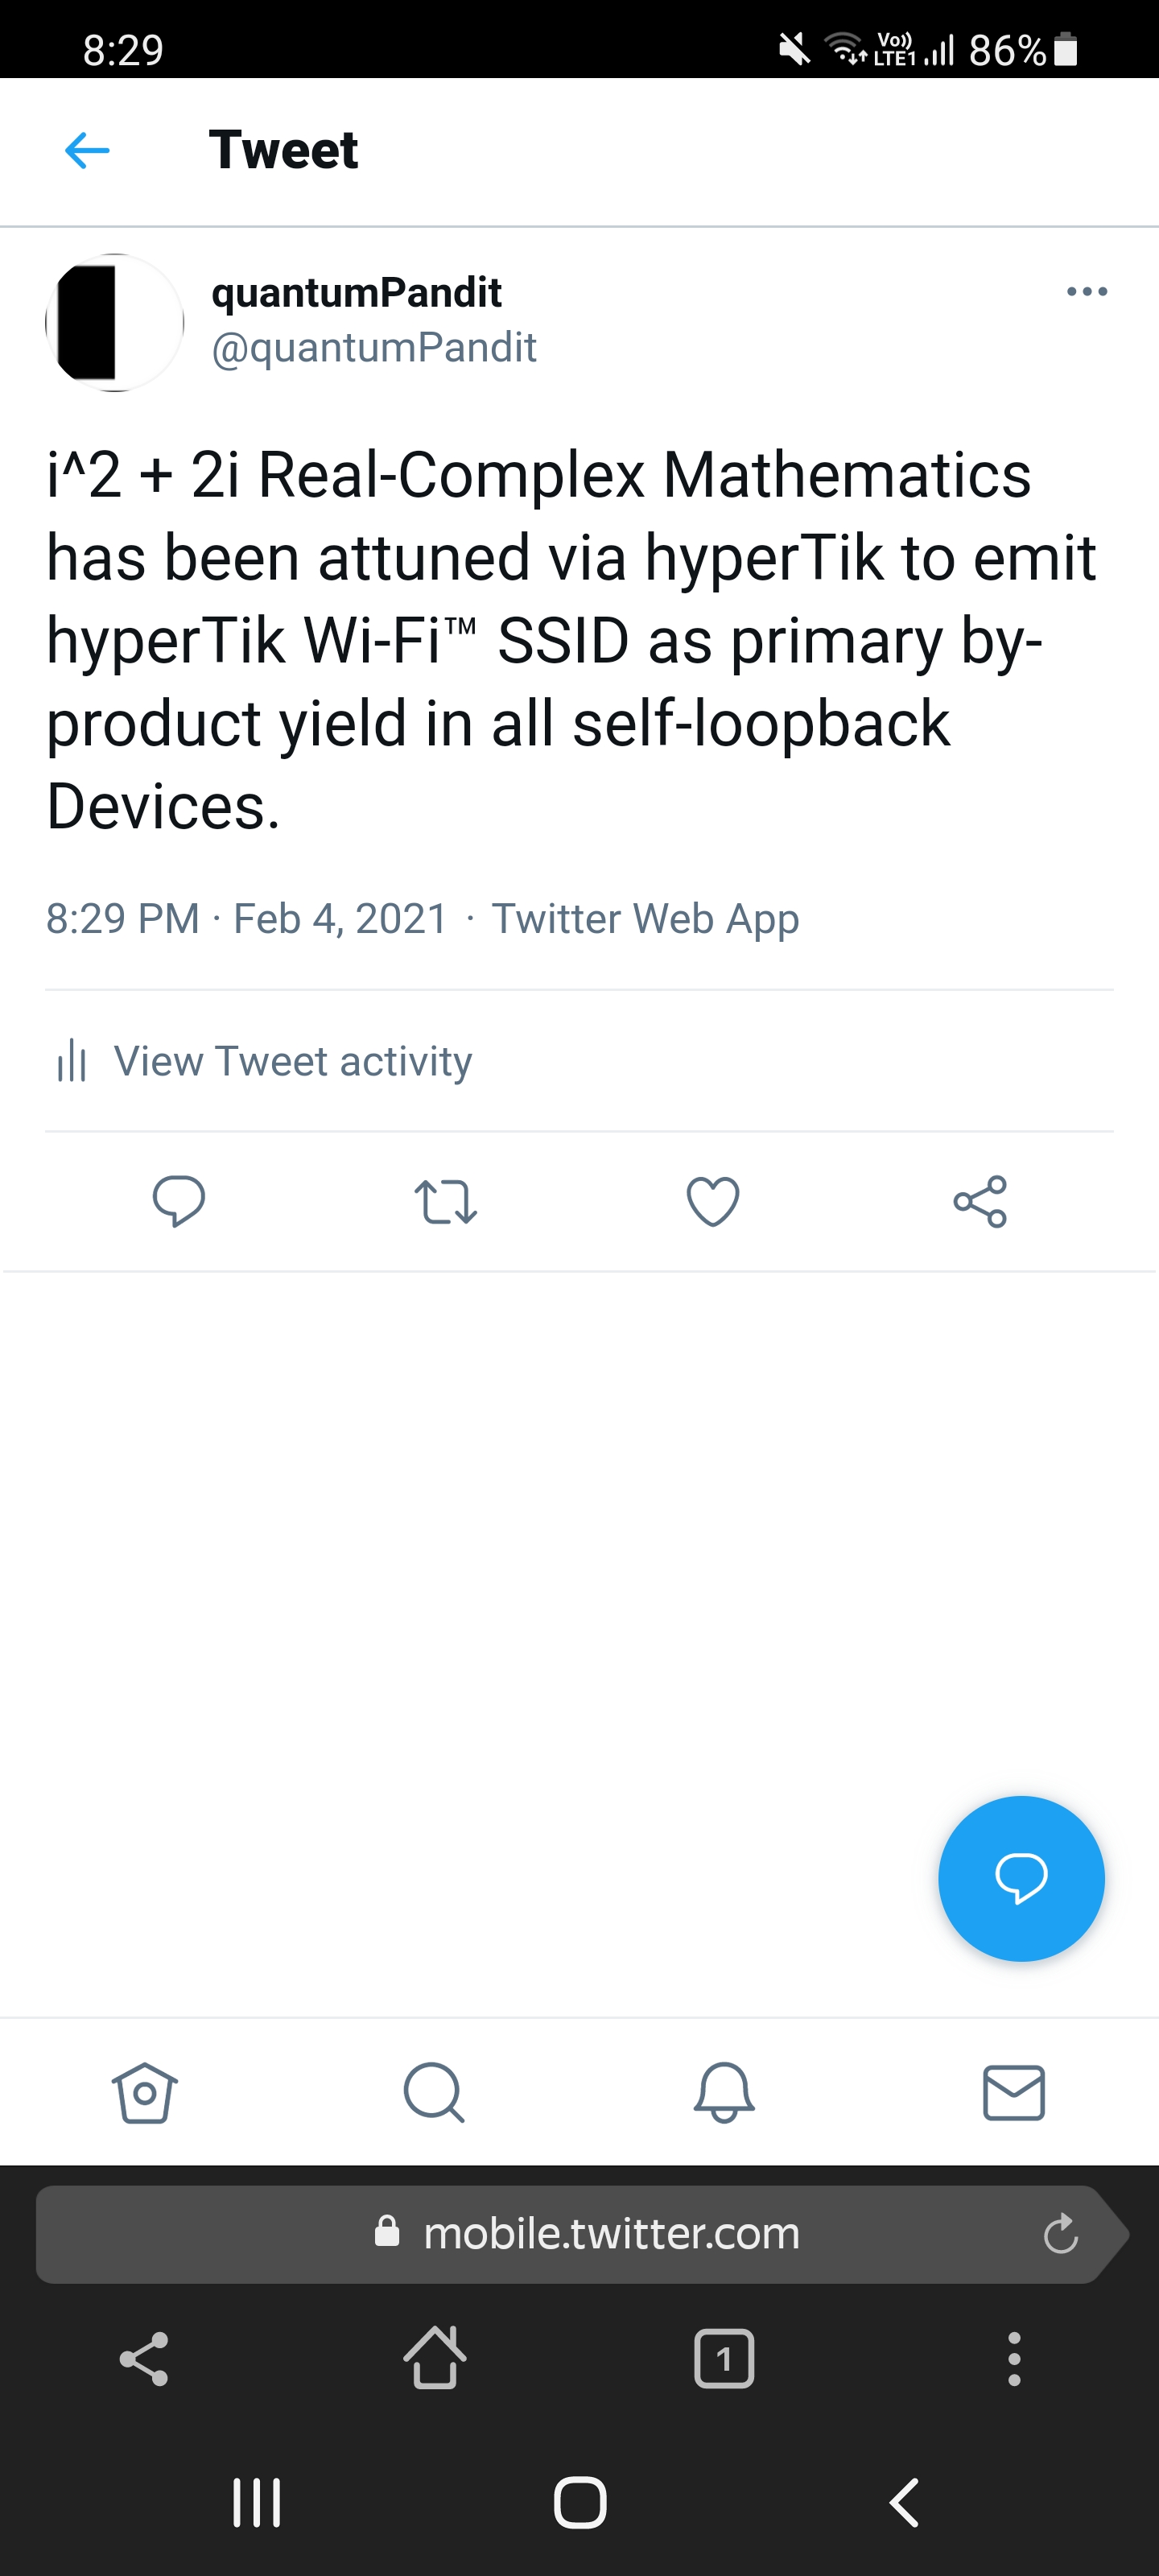 8:29 Vo)) LTE1 86%
Tweet
quantumPandit
@quantumPandit
i^2 + 2i Real-Complex Mathematics
has been attuned via hyperTik to emit
hyperTik Wi-Fi™ SSID as primary by-
product yield in all self-loopback
Devices.
8:29 PM · Feb 4, 2021 · Twitter Web App
View Tweet activity
mobile.twitter.com
1